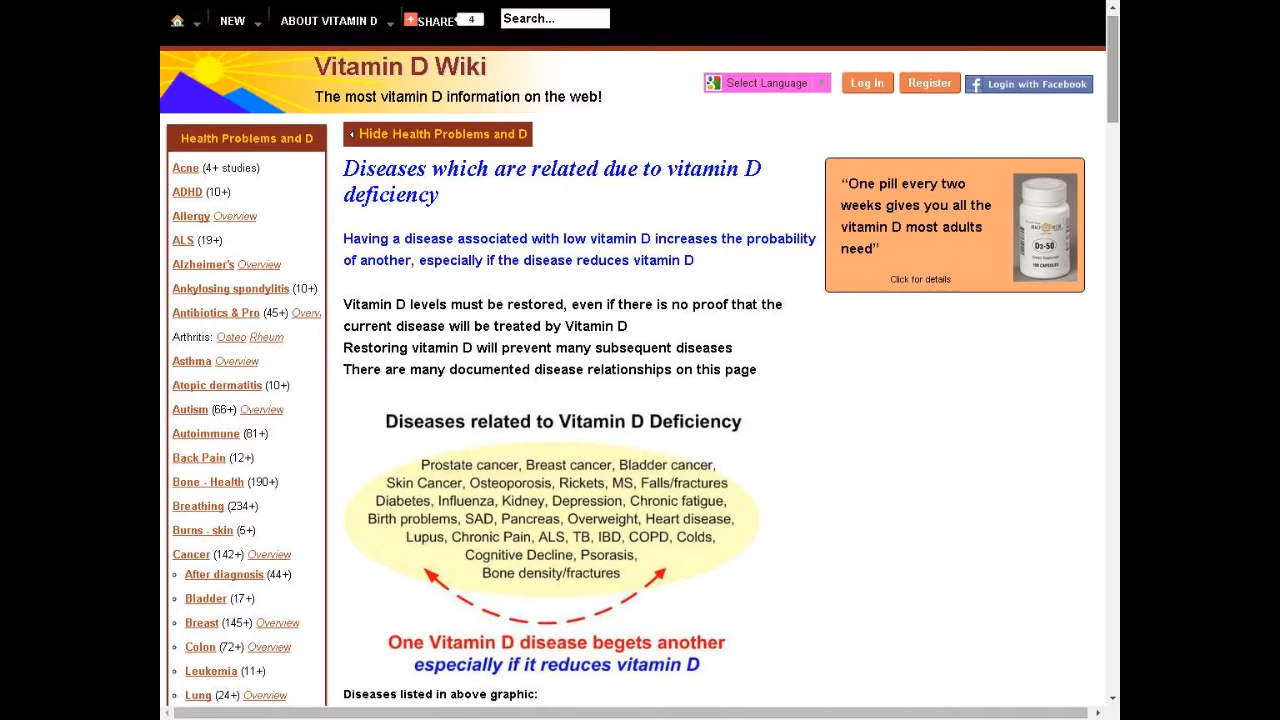 NEW
ABOUT VITAMIN D
SHARE
4
Search...
Vitamin D Wiki
The most vitamin D information on the web!
Select Language
Log In
Register
Login with Facebook
Health Problems and D
Acne (4+ studies)
ADHD (10+)
Allergy Overview
ALS (19+)
Alzheimer's Overview
Ankylosing spondylitis (10+)
Antibiotics & Pro (45+) Overv
Arthritis: Osteo Rheum
Asthma Overview
Atopic dermatitis (10+)
Autism (66+) Overview
Autoimmune (81+)
Back Pain (12+)
Bone - Health (190+)
Breathing (234+)
Burns - skin (5+)
Cancer (142+) Overview
After diagnosis (44+)
Bladder (17+)
Breast (145+) Overview
Colon (72+) Overview
Leukemia (11+)
Lung (24+) Overview
Hide Health Problems and D
Diseases which are related due to vitamin D
deficiency
Having a disease associated with low vitamin D increases the probability
of another, especially if the disease reduces vitamin D
Vitamin D levels must be restored, even if there is no proof that the
current disease will be treated by Vitamin D
Restoring vitamin D will prevent many subsequent diseases
There are many documented disease relationships on this page
Diseases related to Vitamin D Deficiency
Prostate cancer, Breast cancer, Bladder cancer,
Skin Cancer, Osteoporosis, Rickets, MS, Falls/fractures
Diabetes, Influenza, Kidney, Depression, Chronic fatigue,
Birth problems, SAD, Pancreas, Overweight, Heart disease,
Lupus, Chronic Pain, ALS, TB, IBD, COPD, Colds,
Cognitive Decline, Psorasis,
Bone density/fractures
One Vitamin D disease begets another
especially if it reduces vitamin D
Diseases listed in above graphic:
“One pill every two
weeks gives you all the
vitamin D most adults
need”
Click for details
D3-50
100 CAPSULES